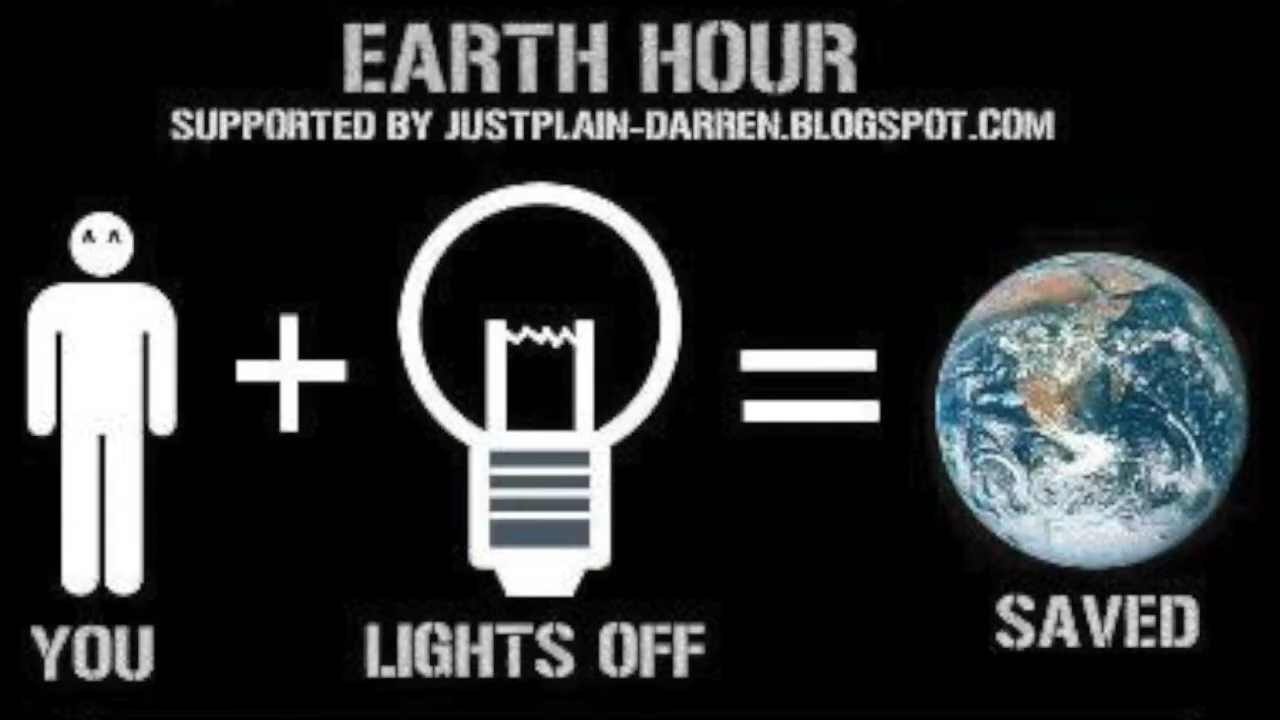 EARTH HOUR
SUPPORTED BY JUSTPLAIN-DARREN.BLOGSPOT.COM
YOU
LIGHTS OFF
SAVED